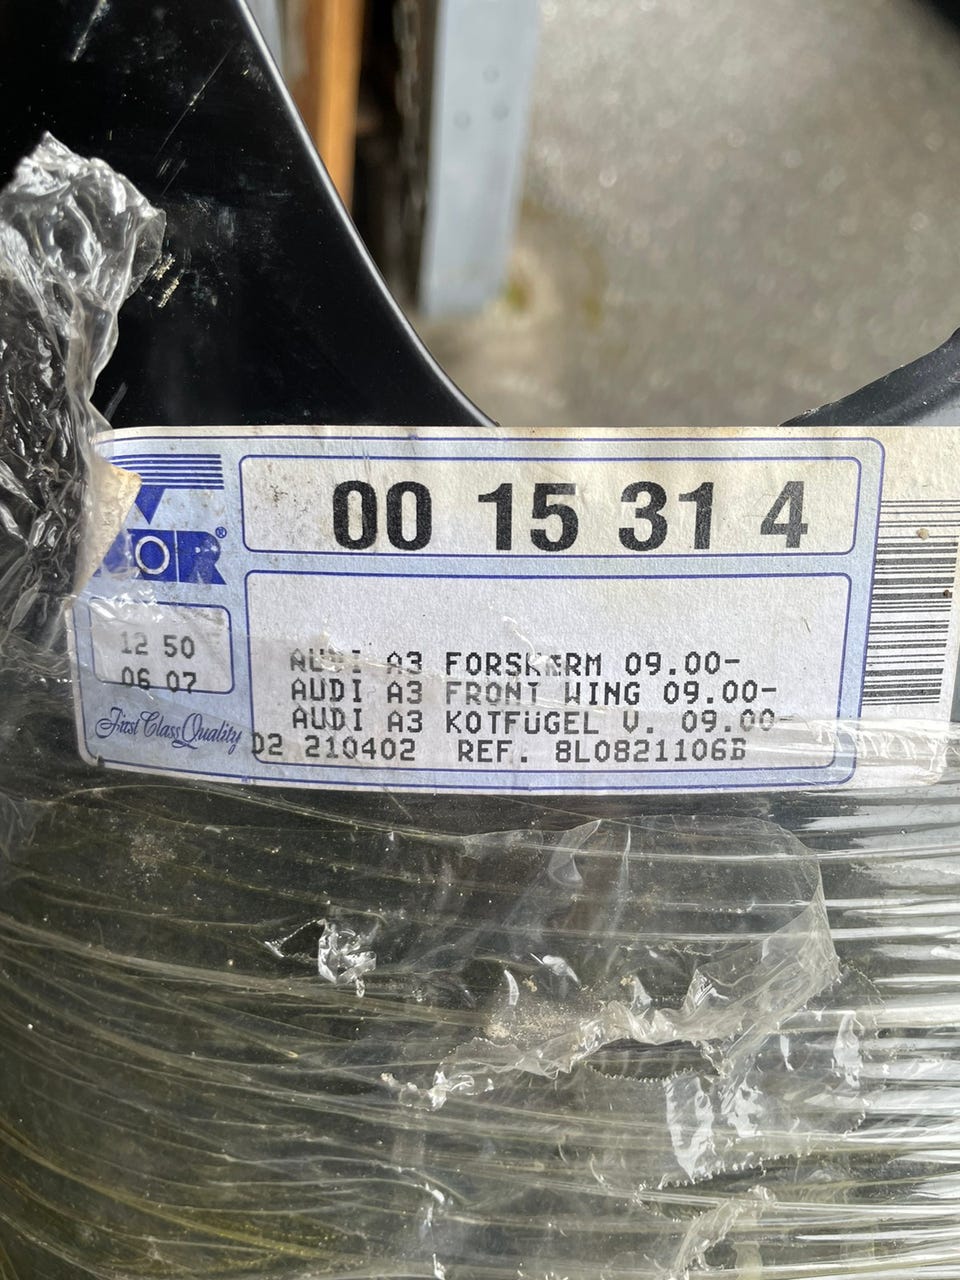 00 15 31 4
OR®
12 50
06 07
First Class Quality
AUDI A3 FORSKÆRM 09.00-
AUDI A3 FRONT WING 09.00-
AUDI A3 KOTFÜGEL V. 09.00-
D2 210402 REF. 8L0821106B